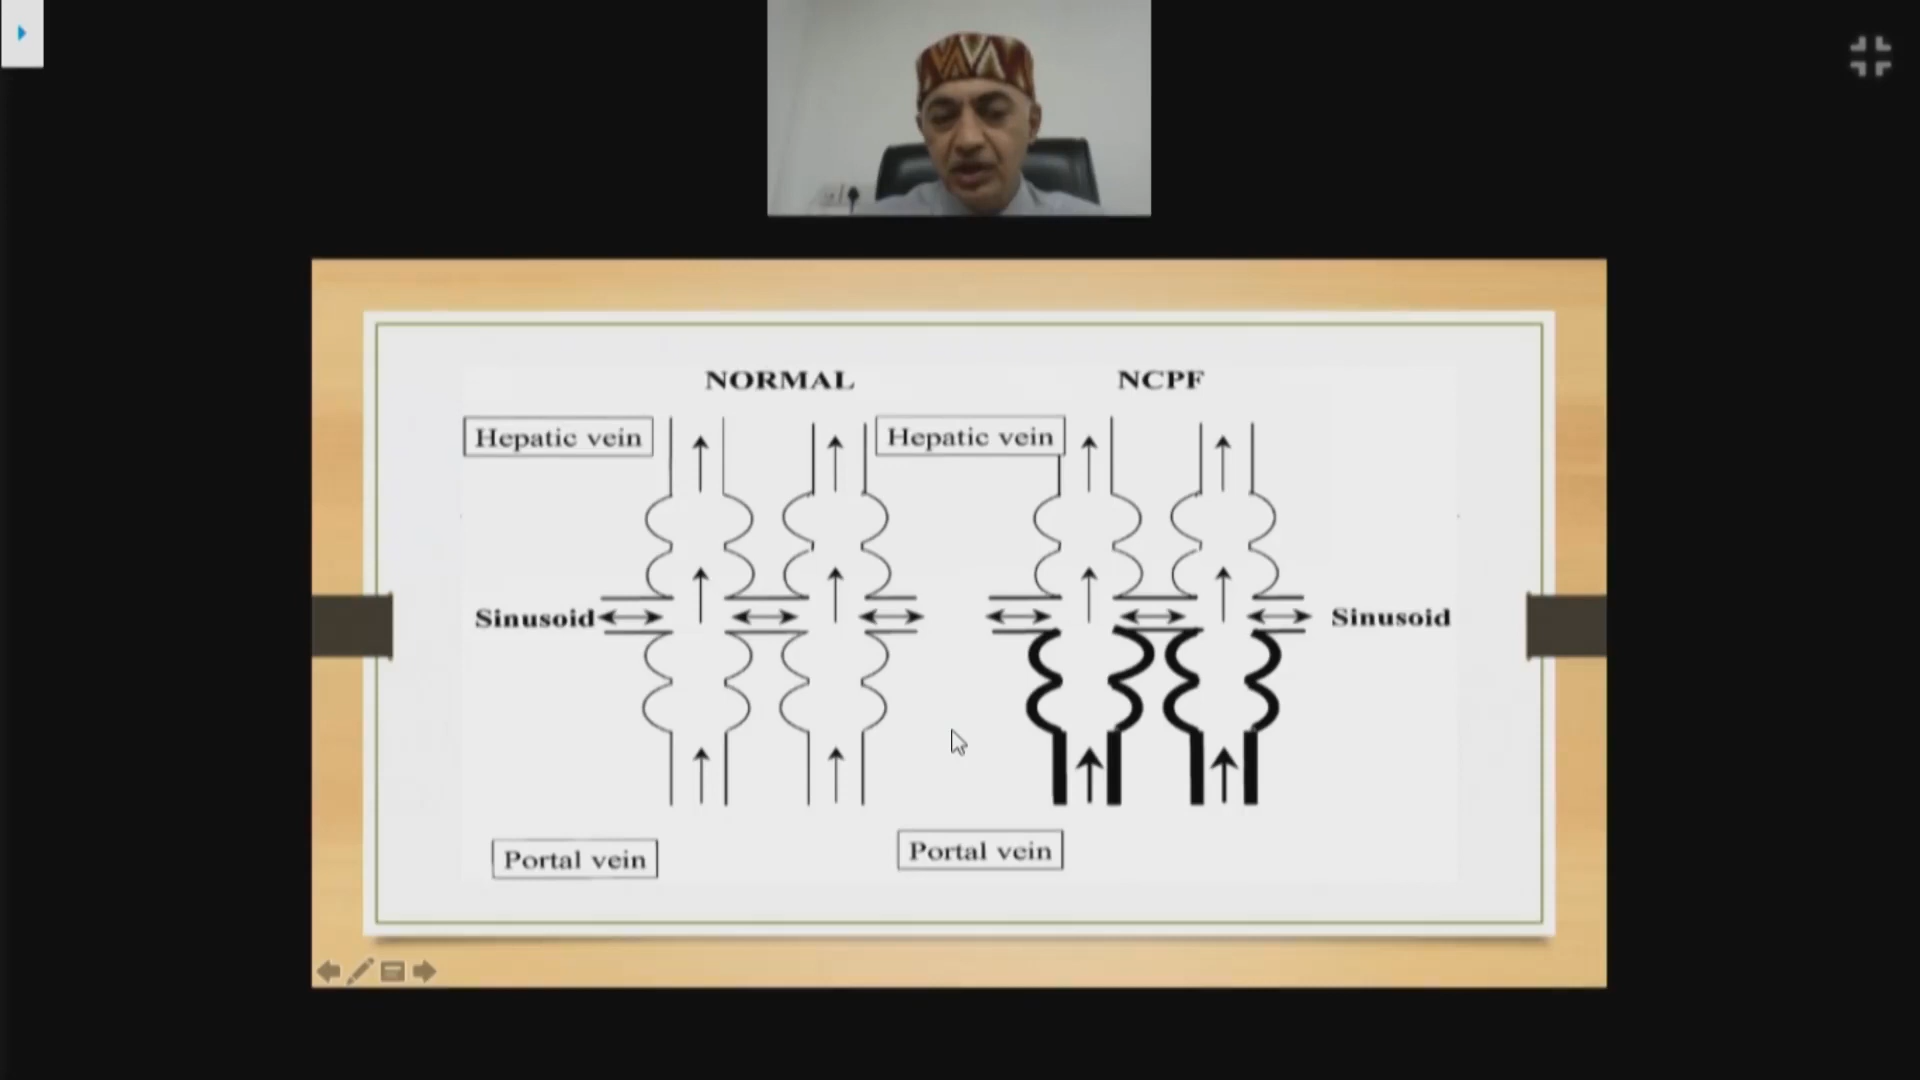 NORMAL
NCPF
Hepatic vein
Hepatic vein
Sinusoid
Sinusoid
Portal vein
Portal vein